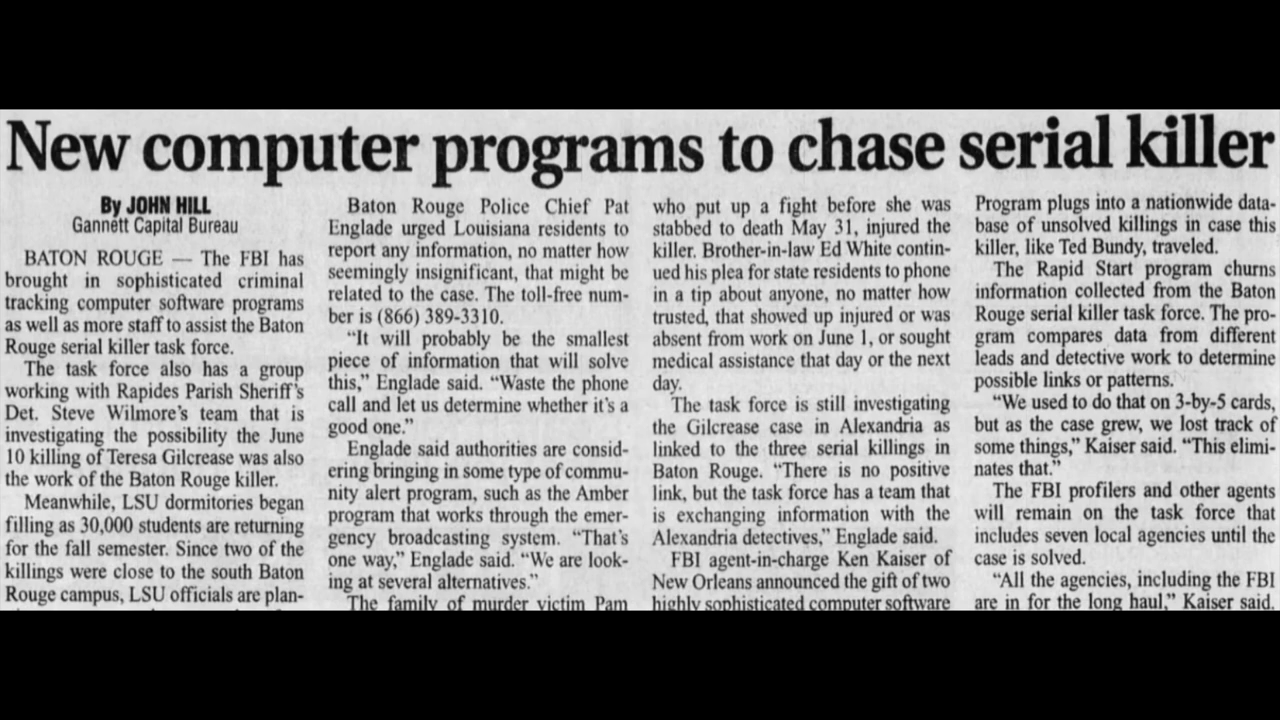 New computer programs to chase serial killer
By JOHN HILL
Gannett Capital Bureau
BATON ROUGE — The FBI has
brought in sophisticated criminal
tracking computer software programs
as well as more staff to assist the Baton
Rouge serial killer task force.
The task force also has a group
working with Rapides Parish Sheriff's
Det. Steve Wilmore's team that is
investigating the possibility the June
10 killing of Teresa Gilcrease was also
the work of the Baton Rouge killer.
Meanwhile, LSU dormitories began
filling as 30,000 students are returning
for the fall semester. Since two of the
killings were close to the south Baton
Rouge campus, LSU officials are plan-
Baton Rouge Police Chief Pat
Englade urged Louisiana residents to
report any information, no matter how
seemingly insignificant, that might be
related to the case. The toll-free num-
ber is (866) 389-3310.
"It will probably be the smallest
piece of information that will solve
this," Englade said. "Waste the phone
call and let us determine whether it's a
good one."
Englade said authorities are consid-
ering bringing in some type of commu-
nity alert program, such as the Amber
program that works through the emer-
gency broadcasting system. "That's
one way," Englade said. "We are look-
ing at several alternatives."
The family of murder victim Pam
who put up a fight before she was
stabbed to death May 31, injured the
killer. Brother-in-law Ed White contin-
ued his plea for state residents to phone
in a tip about anyone, no matter how
trusted, that showed up injured or was
absent from work on June 1, or sought
medical assistance that day or the next
day.
The task force is still investigating
the Gilcrease case in Alexandria as
linked to the three serial killings in
Baton Rouge. "There is no positive
link, but the task force has a team that
is exchanging information with the
Alexandria detectives," Englade said.
FBI agent-in-charge Ken Kaiser of
New Orleans announced the gift of two
highly sophisticated computer software
Program plugs into a nationwide data-
base of unsolved killings in case this
killer, like Ted Bundy, traveled.
The Rapid Start program churns
information collected from the Baton
Rouge serial killer task force. The pro-
gram compares data from different
leads and detective work to determine
possible links or patterns.
"We used to do that on 3-by-5 cards,
but as the case grew, we lost track of
some things," Kaiser said. "This elimi-
nates that."
The FBI profilers and other agents
will remain on the task force that
includes seven local agencies until the
case is solved.
"All the agencies, including the FBI
are in for the long haul," Kaiser said.